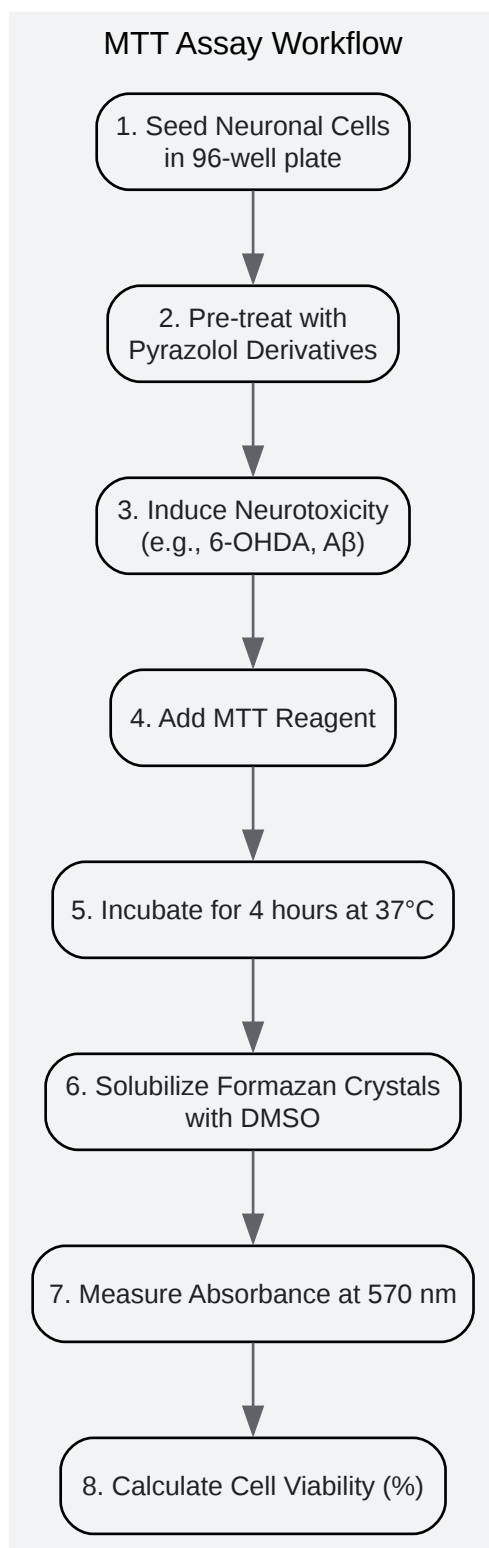 MTT Assay Workflow
1. Seed Neuronal Cells
in 96-well plate
2. Pre-treat with
Pyrazolol Derivatives
3. Induce Neurotoxicity
(e.g., 6-OHDA, Aβ)
4. Add MTT Reagent
5. Incubate for 4 hours at 37°C
6. Solubilize Formazan Crystals
with DMSO
7. Measure Absorbance at 570 nm
8. Calculate Cell Viability (%)